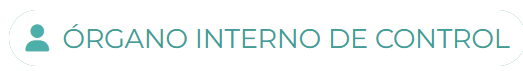 ÓRGANO INTERNO DE CONTROL